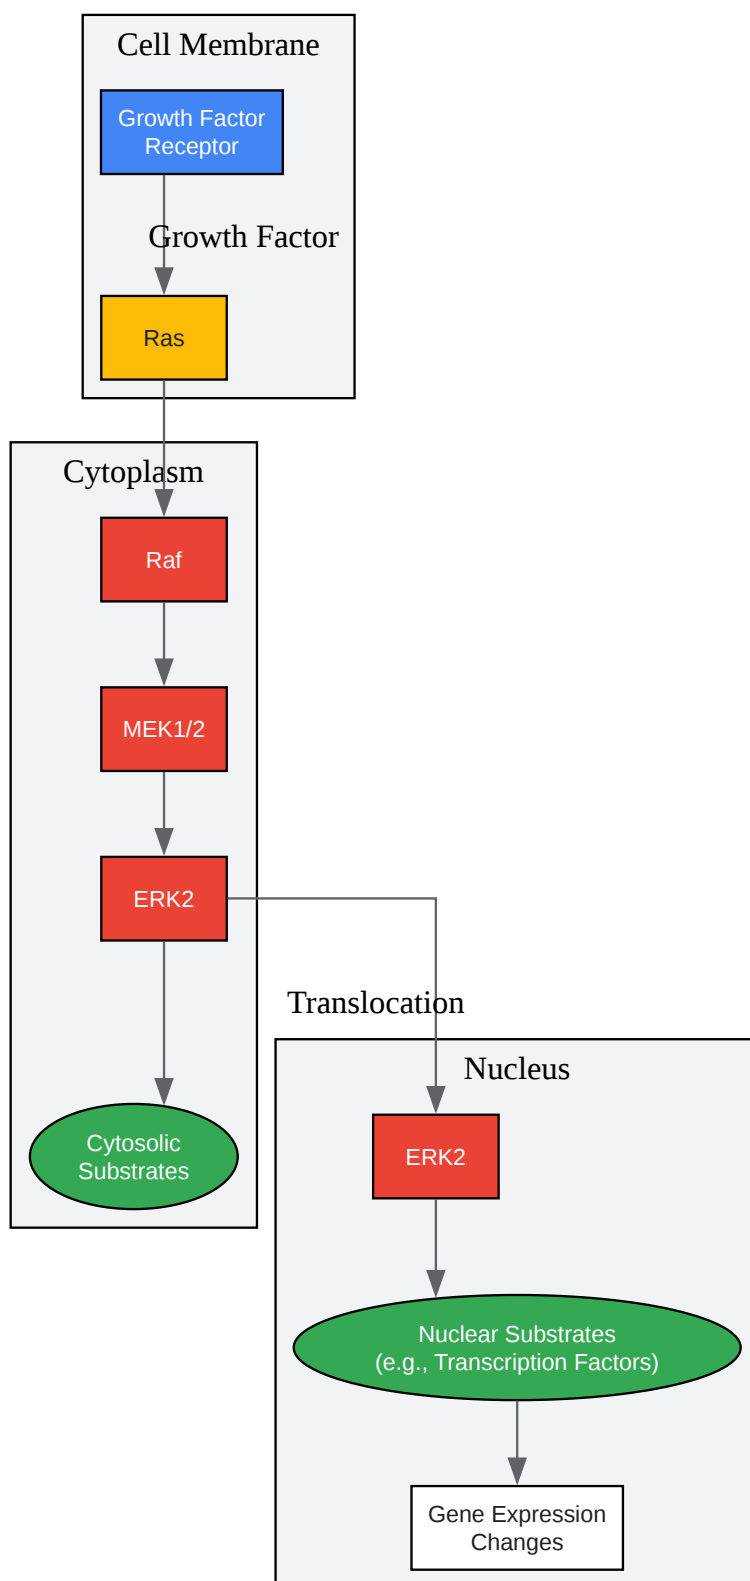 Cell Membrane
Growth Factor
Receptor
Growth Factor
Ras
Cytoplasm
Raf
MEK1/2
ERK2
Translocation
Nucleus
Cytosolic
Substrates
ERK2
Nuclear Substrates
(e.g., Transcription Factors)
Gene Expression
Changes